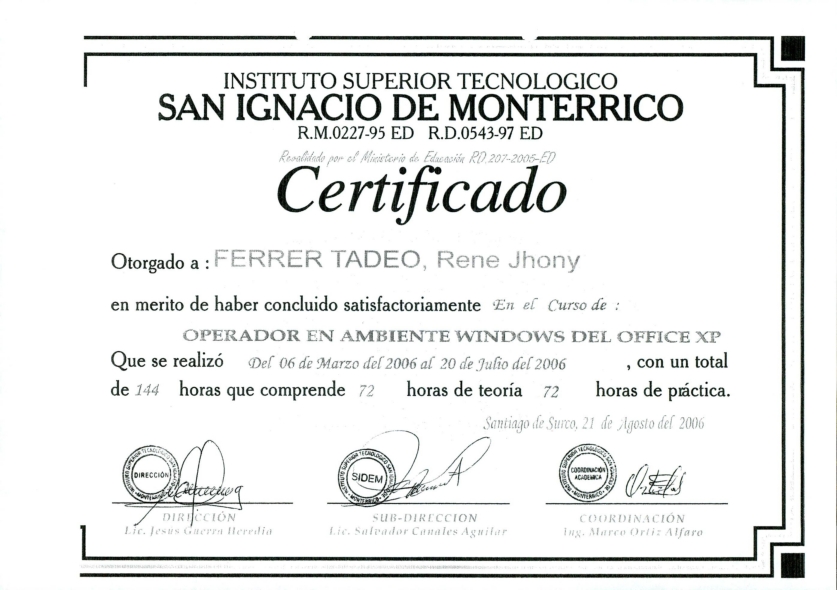 INSTITUTO SUPERIOR TECNOLOGICO
SAN IGNACIO DE MONTERRICO
R.M.0227-95 ED R.D.0543-97 ED
Revalidado por el Ministerio de Educación RD.207-2005-ED
Certificado
Otorgado a : FERRER TADEO, Rene Jhony
en merito de haber concluido satisfactoriamente En el Curso de :
OPERADOR EN AMBIENTE WINDOWS DEL OFFICE XP
Que se realizó Del 06 de Marzo del 2006 al 20 de Julio del 2006 , con un total
de 144 horas que comprende 72 horas de teoría 72 horas de práctica.
Santiago de Surco, 21 de Agosto del 2006
DIRECCIÓN
SIDEM
COORDINACIÓN
ACADEMICA
DIRECCIÓN SUB-DIRECCION COORDINACIÓN
Lic. Jesús Guerra Heredia Lic. Salvador Canales Aguilar Ing. Marco Ortiz Alfaro